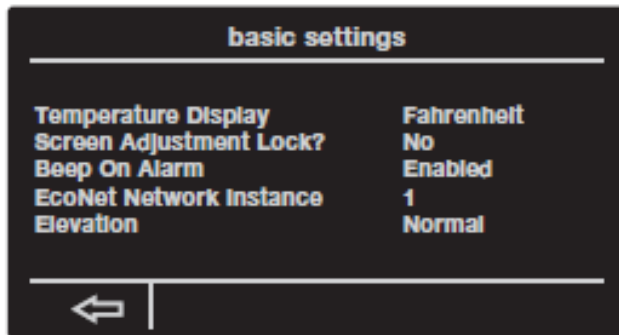 basic settings
Temperature Display Fahrenheit
Screen Adjustment Lock? No
Beep On Alarm Enabled
EcoNet Network Instance 1
Elevation Normal